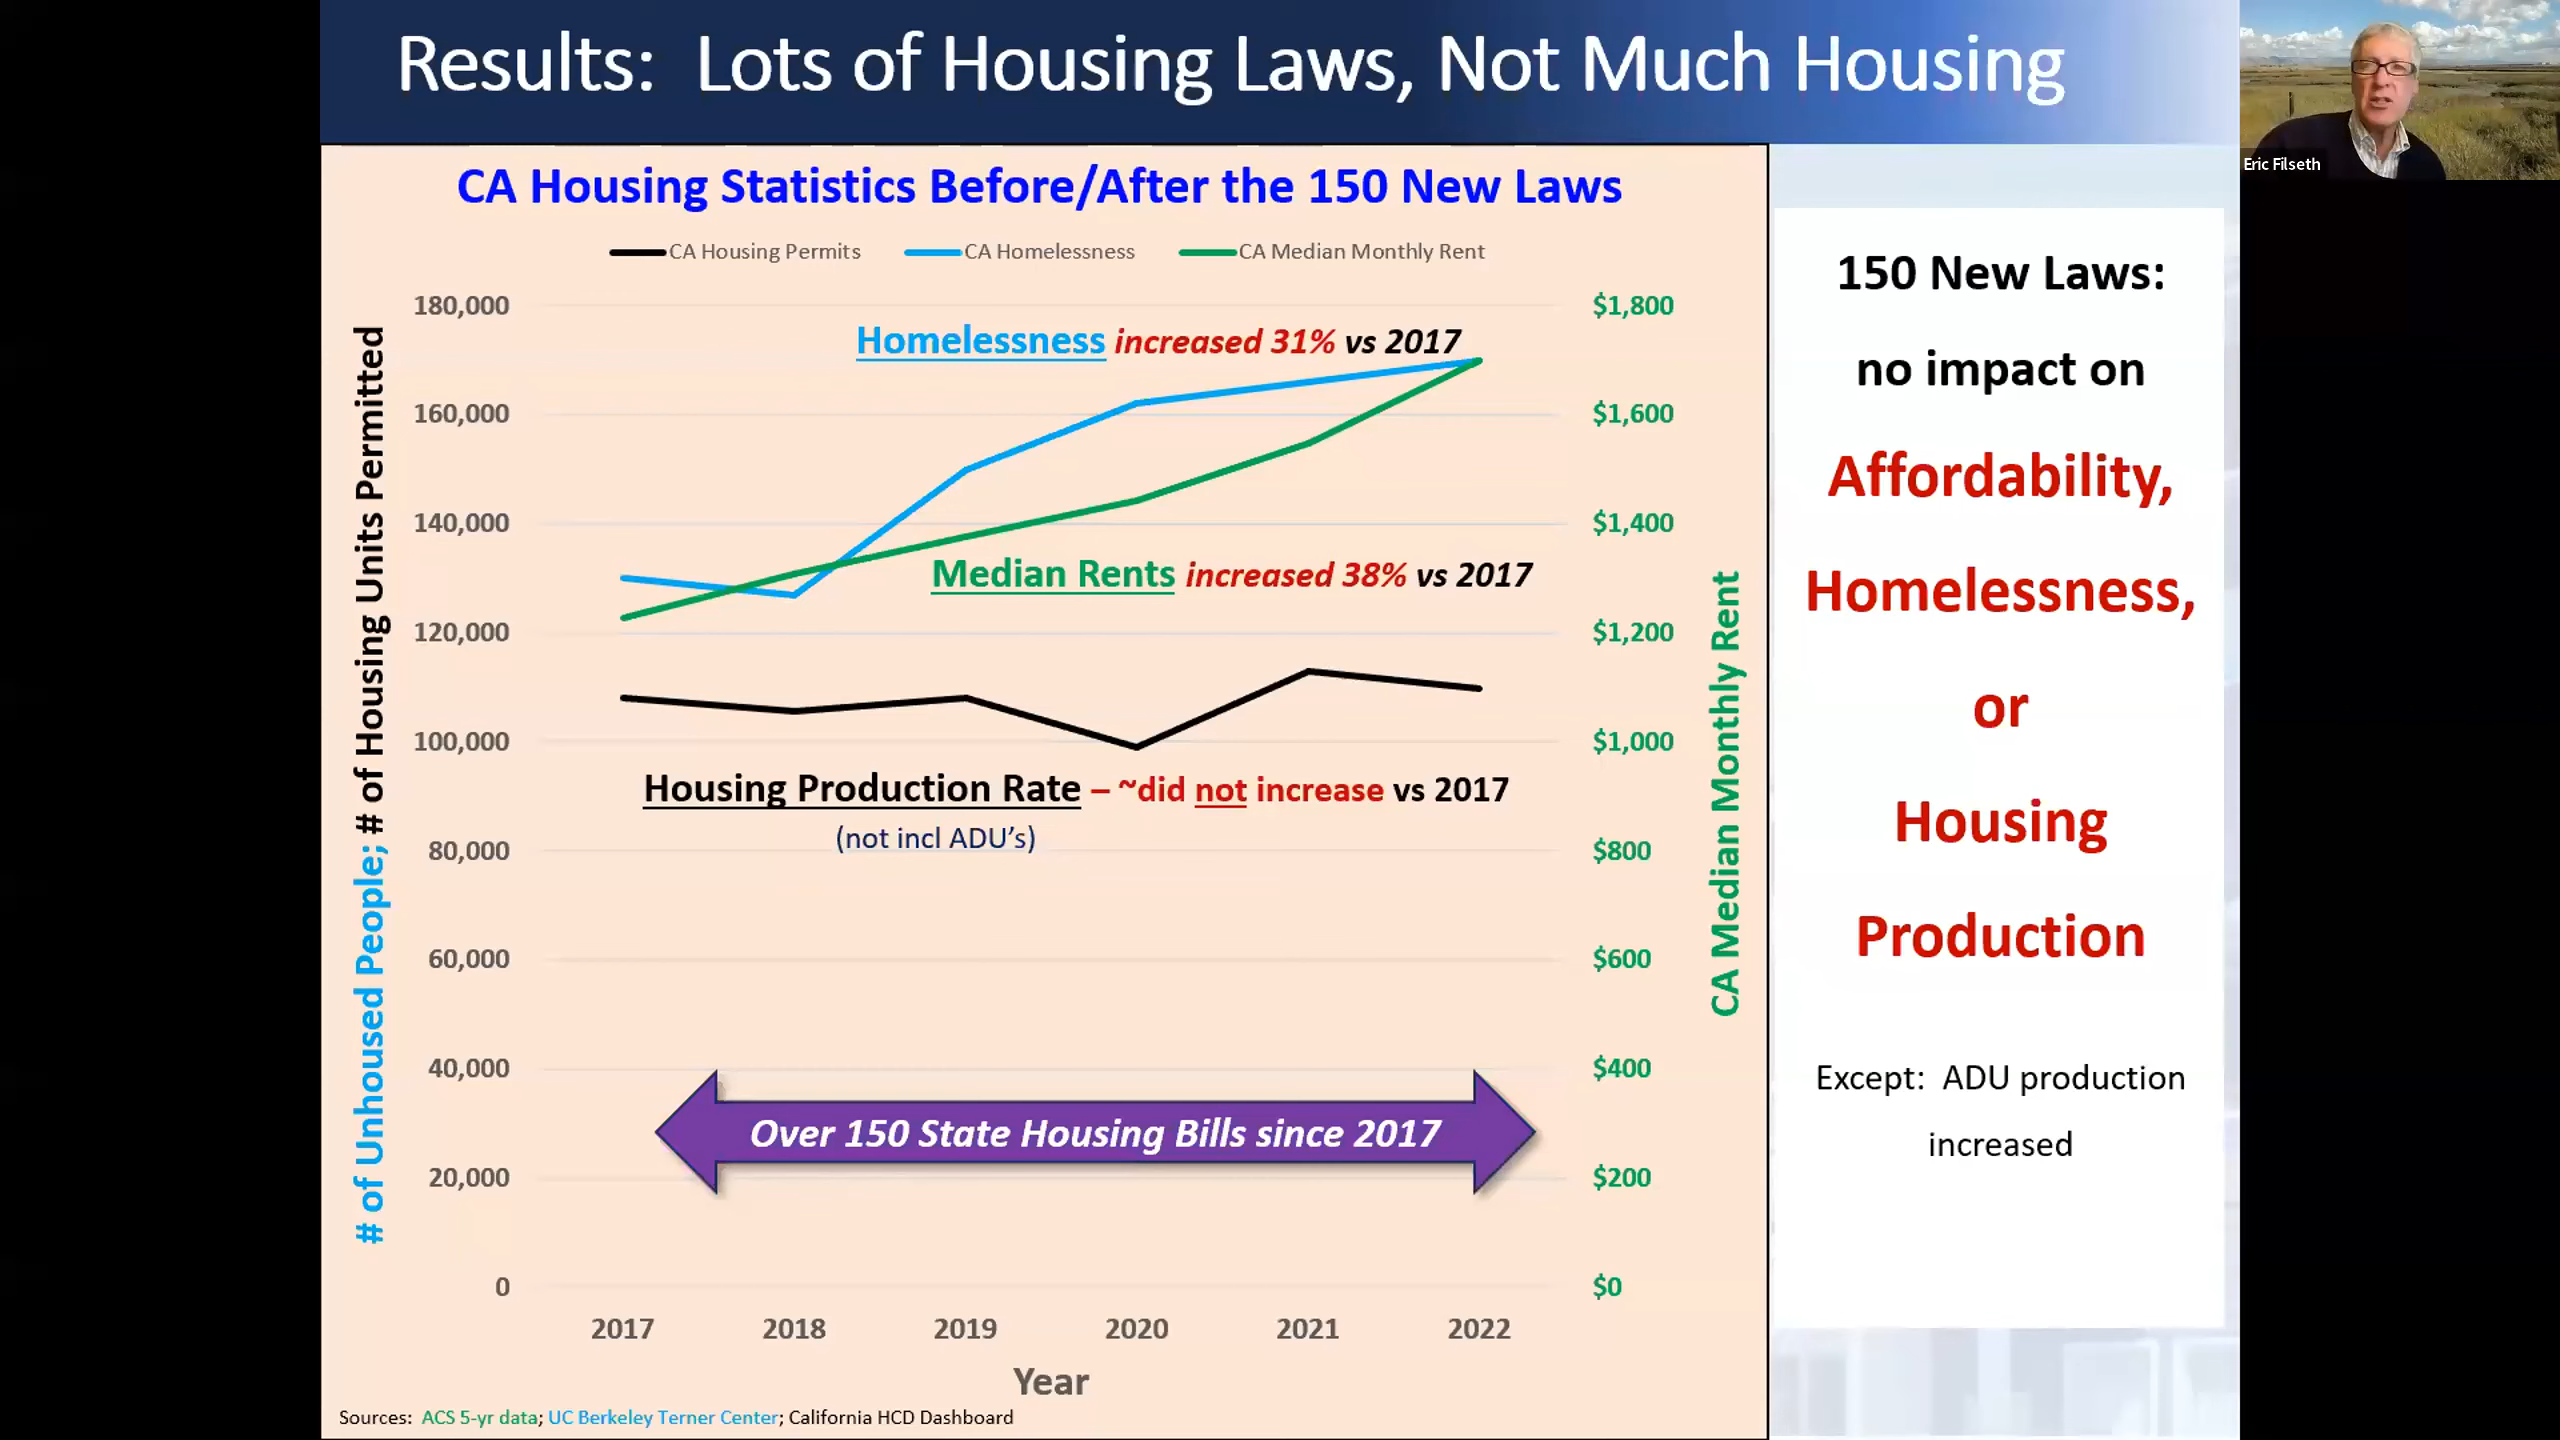 Results: Lots of Housing Laws, Not Much Housing
Eric Filseth
CA Housing Statistics Before/After the 150 New Laws
CA Housing Permits
CA Homelessness
CA Median Monthly Rent
# of Unhoused People; # of Housing Units Permitted
180,000
160,000
140,000
120,000
100,000
80,000
60,000
40,000
20,000
0
Homelessness increased 31% vs 2017
Median Rents increased 38% vs 2017
Housing Production Rate – ~did not increase vs 2017
(not incl ADU’s)
Over 150 State Housing Bills since 2017
$1,800
$1,600
$1,400
$1,200
$1,000
$800
$600
$400
$200
$0
CA Median Monthly Rent
2017 2018 2019 2020 2021 2022
Year
Sources: ACS 5-yr data; UC Berkeley Terner Center; California HCD Dashboard
150 New Laws:
no impact on
Affordability,
Homelessness,
or
Housing
Production
Except: ADU production
increased